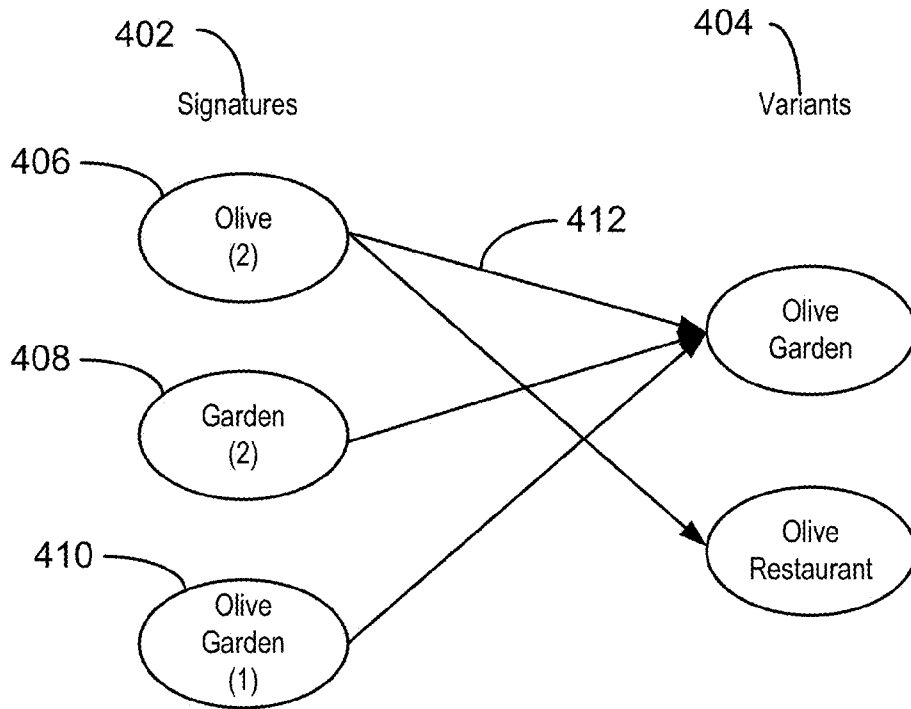 402
404
Signatures
Variants
406
Olive
(2)
412
Olive
Garden
408
Garden
(2)
Olive
Restaurant
410
Olive
Garden
(1)